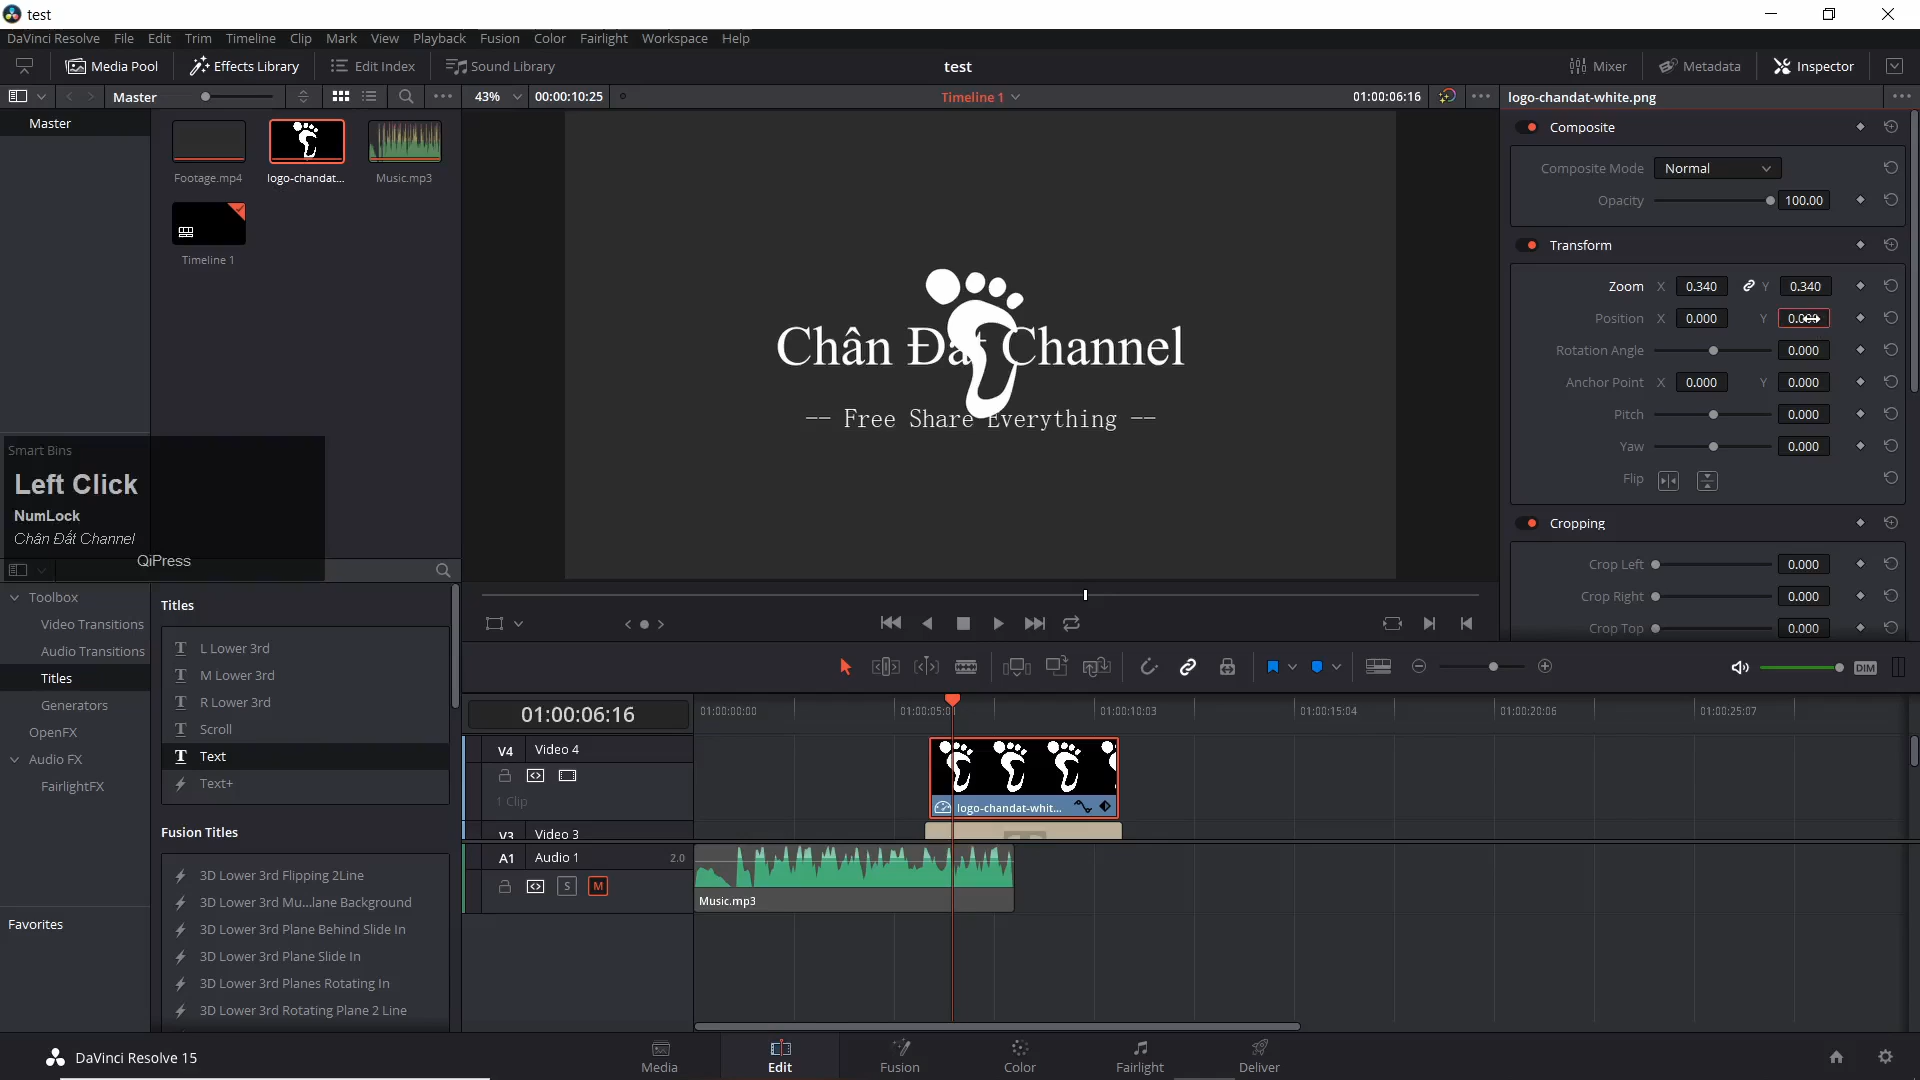 test
DaVinci Resolve File Edit Trim Timeline Clip Mark View Playback Fusion Color Fairlight Workspace Help
Media Pool Effects Library Edit Index Sound Library test Mixer Metadata Inspector
Master 43% 00:00:10:25 Timeline 1 01:00:06:16 logo-chandat-white.png
Master
Footage.mp4 logo-chandat... Music.mp3
Timeline 1
Chân Đất Channel
-- Free Share Everything --
Composite
Composite Mode Normal
Opacity 100.00
Transform
Zoom X 0.340 Y 0.340
Position X 0.000 Y
Rotation Angle 0.000
Anchor Point X 0.000 Y 0.000
Pitch 0.000
Yaw 0.000
Flip
Cropping
Crop Left 0.000
Crop Right 0.000
Crop Top 0.000
Smart Bins
Left Click
NumLock
Chân Đất Channel
QiPress
Toolbox
Video Transitions
Audio Transitions
Titles
Generators
OpenFX
Audio FX
FairlightFX
Favorites
Titles
L Lower 3rd
M Lower 3rd
R Lower 3rd
Scroll
Text
Text+
Fusion Titles
3D Lower 3rd Flipping 2Line
3D Lower 3rd Mu...lane Background
3D Lower 3rd Plane Behind Slide In
3D Lower 3rd Plane Slide In
3D Lower 3rd Planes Rotating In
3D Lower 3rd Rotating Plane 2 Line
DIM
01:00:06:16 01:00:00:00 01:00:10:03 01:00:15:04 01:00:20:06 01:00:25:07
V4 Video 4
1 Clip
logo-chandat-whit...
V3 Video 3
A1 Audio 1 2.0
S M
Music.mp3
DaVinci Resolve 15 Media Edit Fusion Color Fairlight Deliver